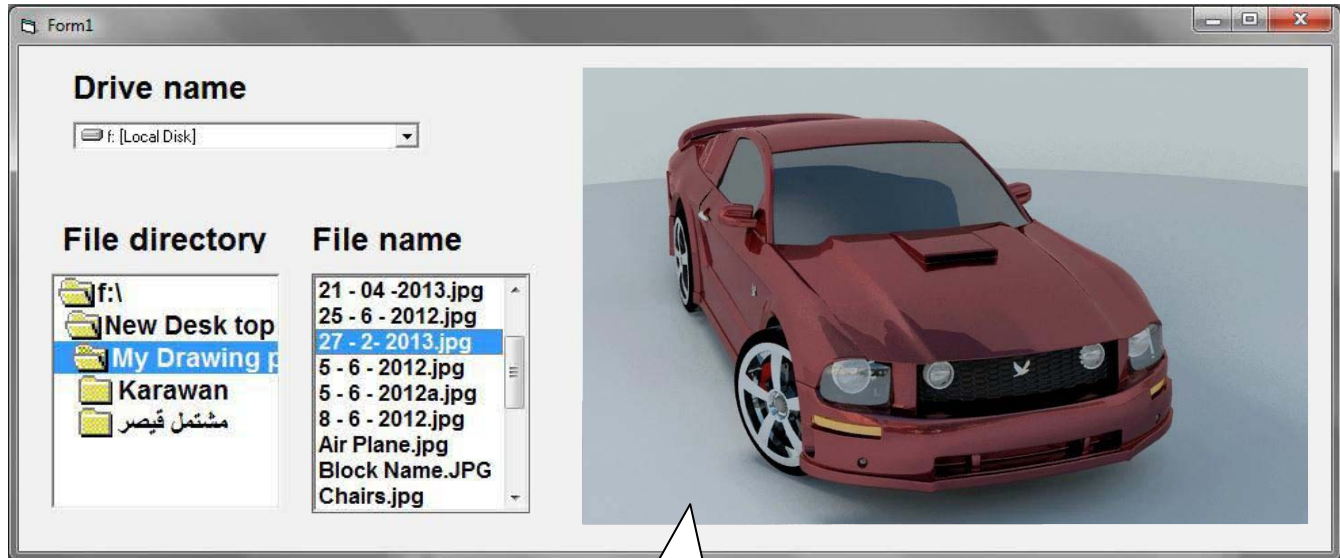 Form1
Drive name
f: [Local Disk]
File directory
f:\
New Desk top
My Drawing p
Karawan
مشتمل قيصر
File name
21 - 04 -2013.jpg
25 - 6 - 2012.jpg
27 - 2- 2013.jpg
5 - 6 - 2012.jpg
5 - 6 - 2012a.jpg
8 - 6 - 2012.jpg
Air Plane.jpg
Block Name.JPG
Chairs.jpg